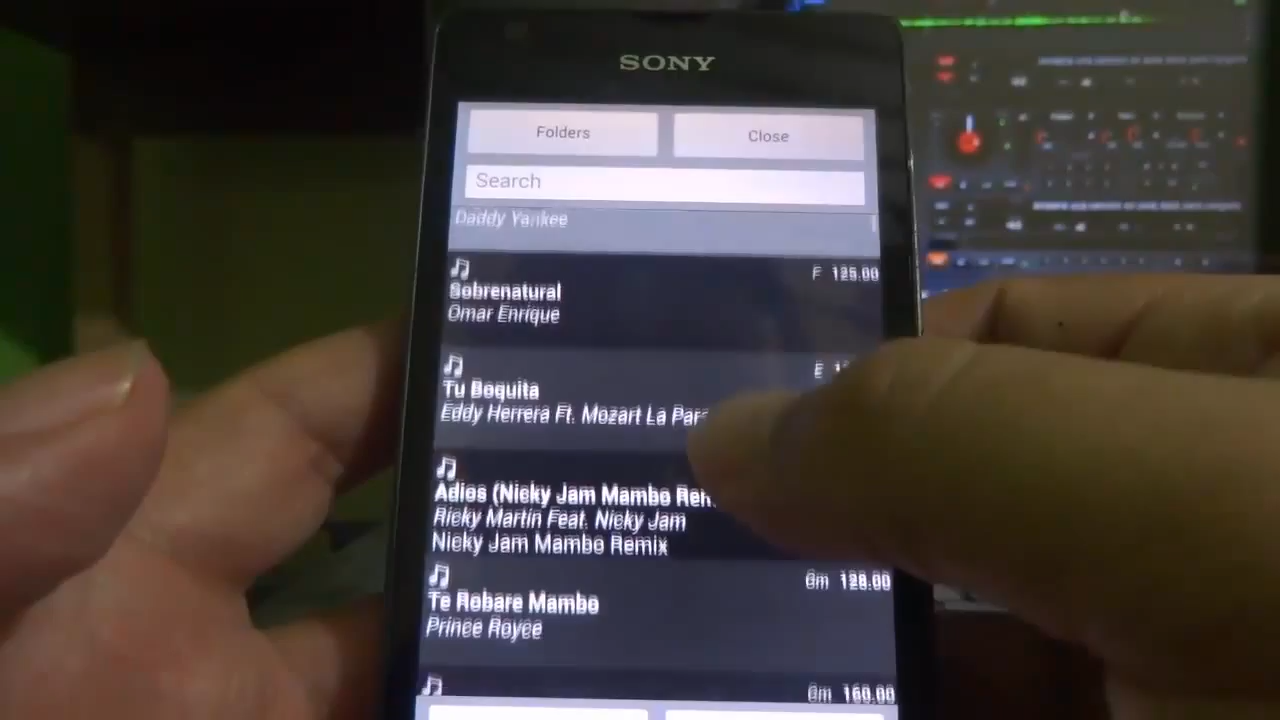 SONY
Folders
Close
Search
Daddy Yankee
F 125.00
Sobrenatural
Omar Enrique
E
Tu Boquita
Eddy Herrera Ft. Mozart La
Adios (Nicky Jam Mambo
Ricky Martin Feat. Nicky Jam
Nicky Jam Mambo Remix
Gm 128.00
Te Robare Mambo
Prince Royce
Gm 160.00